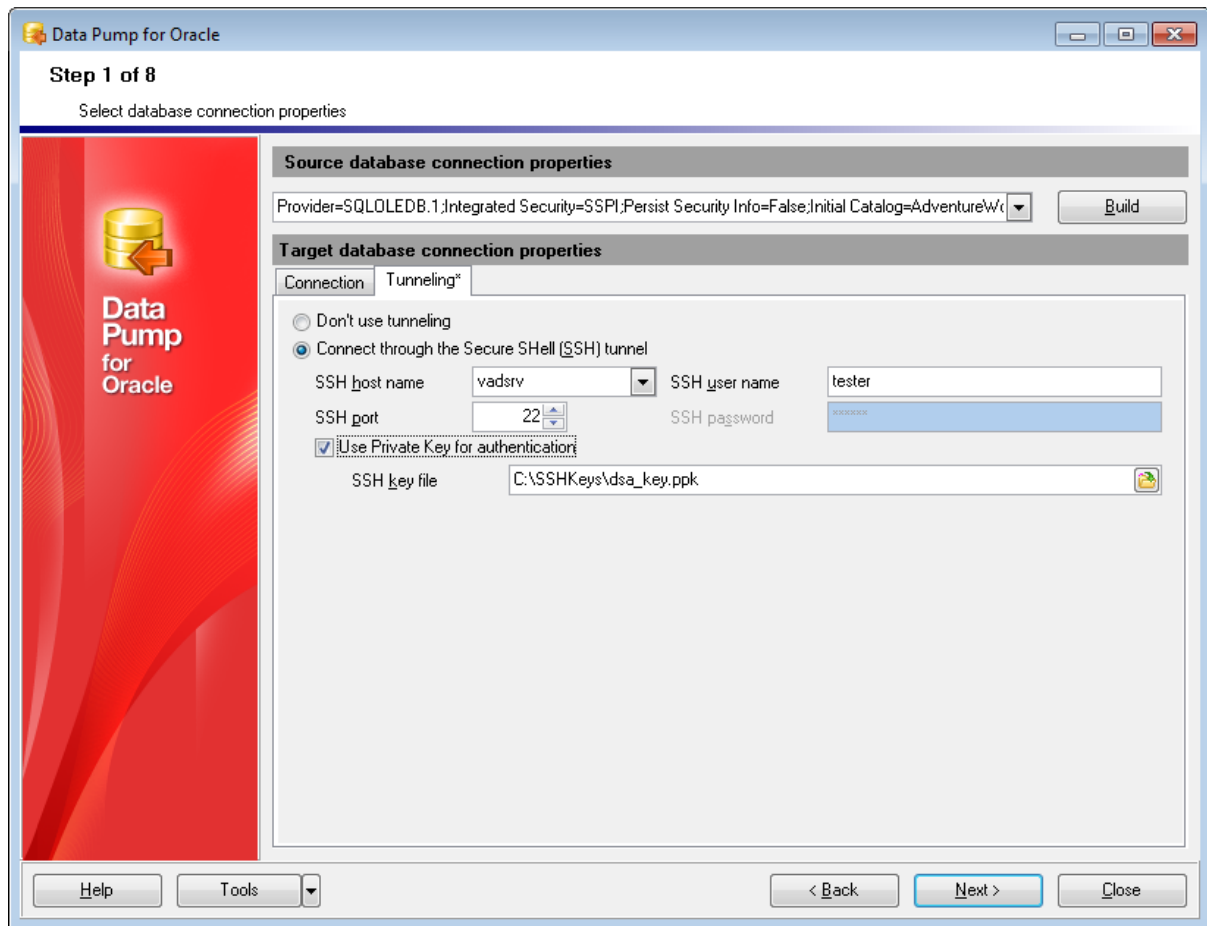 Data Pump for Oracle
Step 1 of 8
Select database connection properties
Data
Pump
for
Oracle
Source database connection properties
Provider=SQLOLEDB.1;Integrated Security=SSPI;Persist Security Info=False;Initial Catalog=AdventureWo
Build
Target database connection properties
Connection Tunneling*
Don't use tunneling
Connect through the Secure SHell (SSH) tunnel
SSH host name vadsrv SSH user name tester
SSH port 22 SSH password ******
Use Private Key for authentication
SSH key file C:\SSHKeys\dsa_key.ppk
Help Tools < Back Next > Close